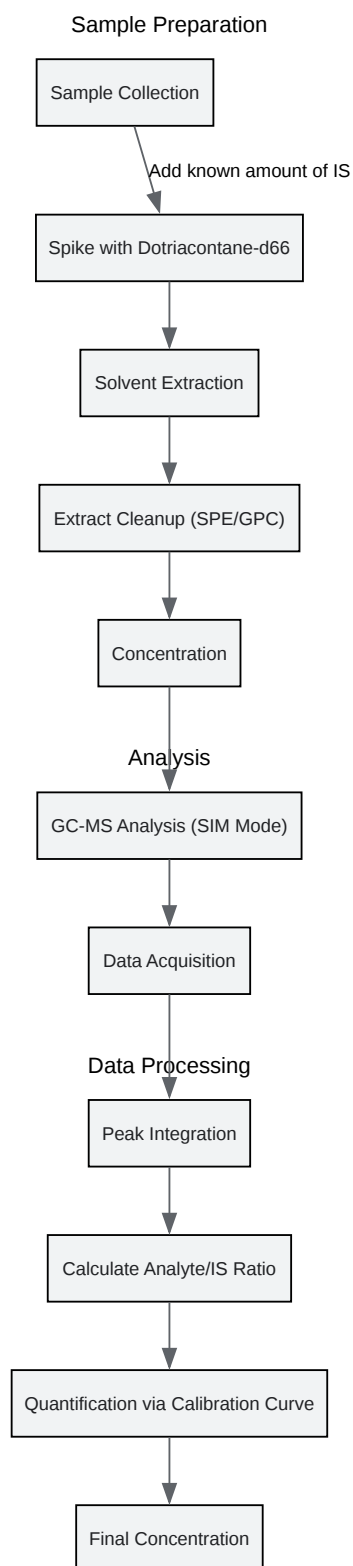 Sample Preparation
Sample Collection
Add known amount of IS
Spike with Dotriacontane-d66
Solvent Extraction
Extract Cleanup (SPE/GPC)
Concentration
Analysis
GC-MS Analysis (SIM Mode)
Data Acquisition
Data Processing
Peak Integration
Calculate Analyte/IS Ratio
Quantification via Calibration Curve
Final Concentration